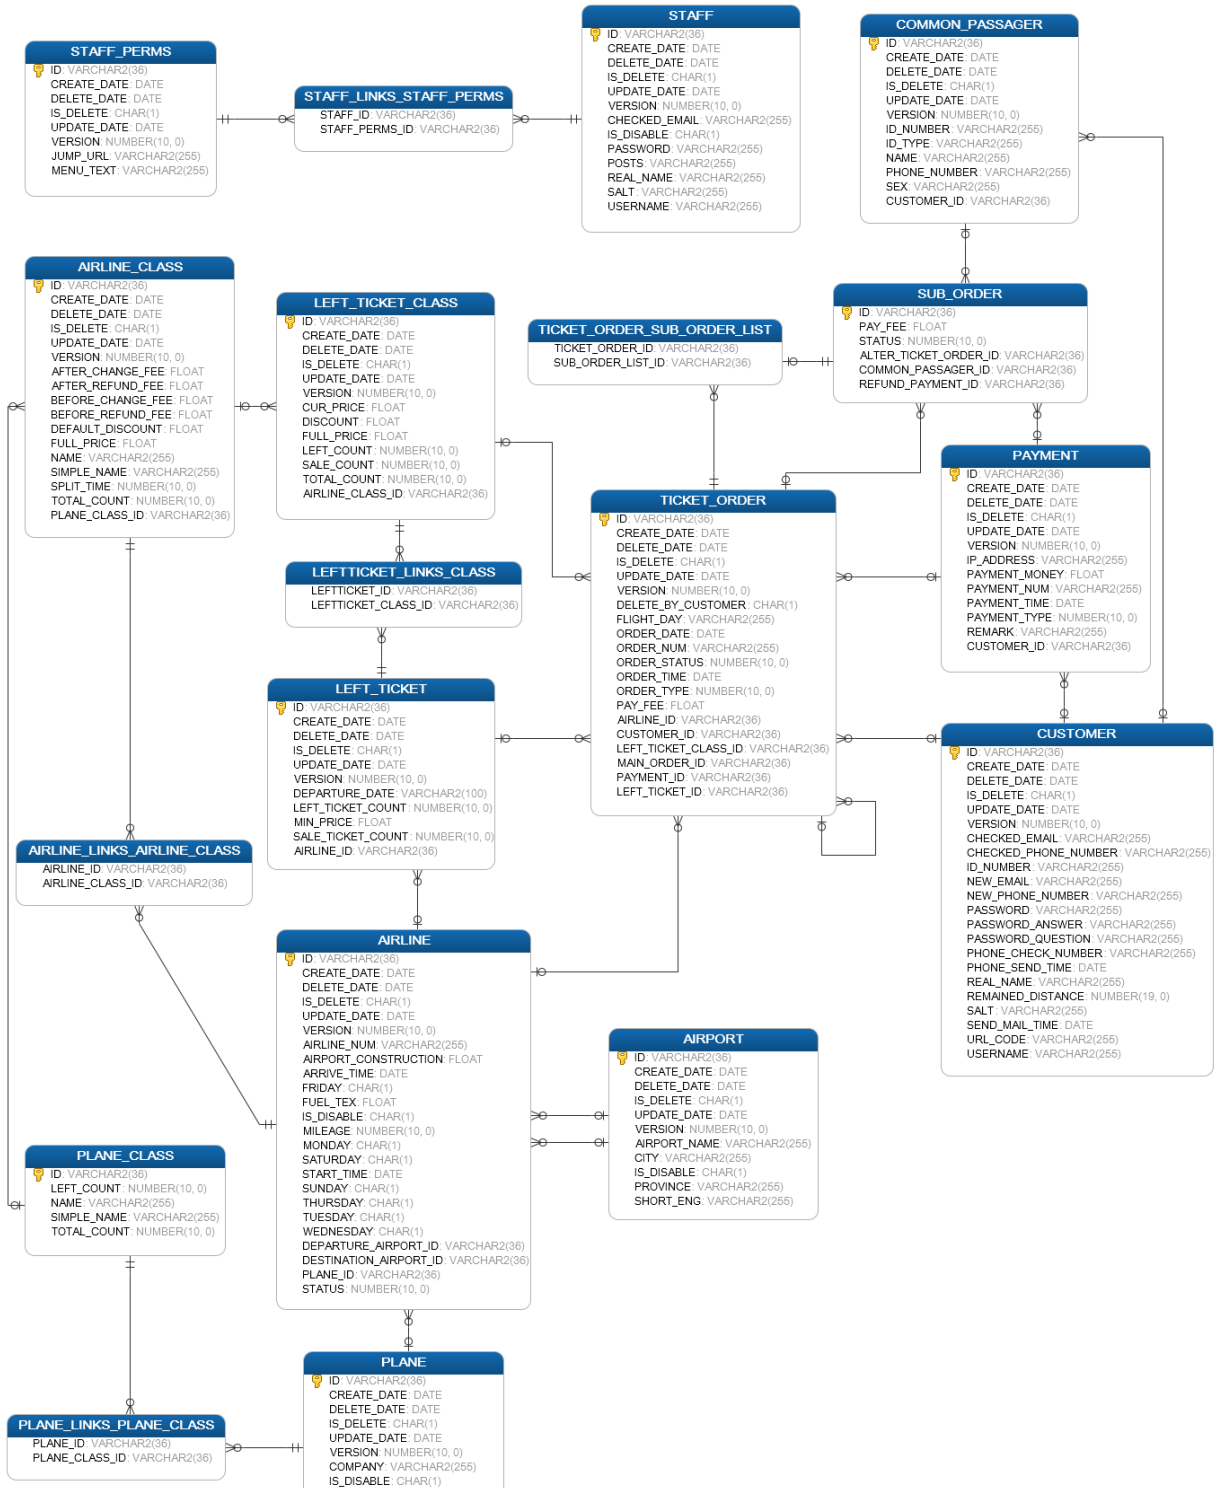 STAFF_PERMS
ID: VARCHAR2(36)
CREATE_DATE: DATE
DELETE_DATE: DATE
IS_DELETE: CHAR(1)
UPDATE_DATE: DATE
VERSION: NUMBER(10, 0)
JUMP_URL: VARCHAR2(255)
MENU_TEXT: VARCHAR2(255)
STAFF_LINKS_STAFF_PERMS
STAFF_ID: VARCHAR2(36)
STAFF_PERMS_ID: VARCHAR2(36)
STAFF
ID: VARCHAR2(36)
CREATE_DATE: DATE
DELETE_DATE: DATE
IS_DELETE: CHAR(1)
UPDATE_DATE: DATE
VERSION: NUMBER(10, 0)
CHECKED_EMAIL: VARCHAR2(255)
IS_DISABLE: CHAR(1)
PASSWORD: VARCHAR2(255)
POSTS: VARCHAR2(255)
REAL_NAME: VARCHAR2(255)
SALT: VARCHAR2(255)
USERNAME: VARCHAR2(255)
COMMON_PASSAGER
ID: VARCHAR2(36)
CREATE_DATE: DATE
DELETE_DATE: DATE
IS_DELETE: CHAR(1)
UPDATE_DATE: DATE
VERSION: NUMBER(10, 0)
ID_NUMBER: VARCHAR2(255)
ID_TYPE: VARCHAR2(255)
NAME: VARCHAR2(255)
PHONE_NUMBER: VARCHAR2(255)
SEX: VARCHAR2(255)
CUSTOMER_ID: VARCHAR2(36)
AIRLINE_CLASS
ID: VARCHAR2(36)
CREATE_DATE: DATE
DELETE_DATE: DATE
IS_DELETE: CHAR(1)
UPDATE_DATE: DATE
VERSION: NUMBER(10, 0)
AFTER_CHANGE_FEE: FLOAT
AFTER_REFUND_FEE: FLOAT
BEFORE_CHANGE_FEE: FLOAT
BEFORE_REFUND_FEE: FLOAT
DEFAULT_DISCOUNT: FLOAT
FULL_PRICE: FLOAT
NAME: VARCHAR2(255)
SIMPLE_NAME: VARCHAR2(255)
SPLIT_TIME: NUMBER(10, 0)
TOTAL_COUNT: NUMBER(10, 0)
PLANE_CLASS_ID: VARCHAR2(36)
LEFT_TICKET_CLASS
ID: VARCHAR2(36)
CREATE_DATE: DATE
DELETE_DATE: DATE
IS_DELETE: CHAR(1)
UPDATE_DATE: DATE
VERSION: NUMBER(10, 0)
CUR_PRICE: FLOAT
DISCOUNT: FLOAT
FULL_PRICE: FLOAT
LEFT_COUNT: NUMBER(10, 0)
SALE_COUNT: NUMBER(10, 0)
TOTAL_COUNT: NUMBER(10, 0)
AIRLINE_CLASS_ID: VARCHAR2(36)
TICKET_ORDER_SUB_ORDER_LIST
TICKET_ORDER_ID: VARCHAR2(36)
SUB_ORDER_LIST_ID: VARCHAR2(36)
SUB_ORDER
ID: VARCHAR2(36)
PAY_FEE: FLOAT
STATUS: NUMBER(10, 0)
ALTER_TICKET_ORDER_ID: VARCHAR2(36)
COMMON_PASSAGER_ID: VARCHAR2(36)
REFUND_PAYMENT_ID: VARCHAR2(36)
PAYMENT
ID: VARCHAR2(36)
CREATE_DATE: DATE
DELETE_DATE: DATE
IS_DELETE: CHAR(1)
UPDATE_DATE: DATE
VERSION: NUMBER(10, 0)
IP_ADDRESS: VARCHAR2(255)
PAYMENT_MONEY: FLOAT
PAYMENT_NUM: VARCHAR2(255)
PAYMENT_TIME: DATE
PAYMENT_TYPE: NUMBER(10, 0)
REMARK: VARCHAR2(255)
CUSTOMER_ID: VARCHAR2(36)
TICKET_ORDER
ID: VARCHAR2(36)
CREATE_DATE: DATE
DELETE_DATE: DATE
IS_DELETE: CHAR(1)
UPDATE_DATE: DATE
VERSION: NUMBER(10, 0)
DELETE_BY_CUSTOMER: CHAR(1)
FLIGHT_DAY: VARCHAR2(255)
ORDER_DATE: DATE
ORDER_NUM: VARCHAR2(255)
ORDER_STATUS: NUMBER(10, 0)
ORDER_TIME: DATE
ORDER_TYPE: NUMBER(10, 0)
PAY_FEE: FLOAT
AIRLINE_ID: VARCHAR2(36)
CUSTOMER_ID: VARCHAR2(36)
LEFT_TICKET_CLASS_ID: VARCHAR2(36)
MAIN_ORDER_ID: VARCHAR2(36)
PAYMENT_ID: VARCHAR2(36)
LEFT_TICKET_ID: VARCHAR2(36)
LEFTTICKET_LINKS_CLASS
LEFTTICKET_ID: VARCHAR2(36)
LEFTTICKET_CLASS_ID: VARCHAR2(36)
LEFT_TICKET
ID: VARCHAR2(36)
CREATE_DATE: DATE
DELETE_DATE: DATE
IS_DELETE: CHAR(1)
UPDATE_DATE: DATE
VERSION: NUMBER(10, 0)
DEPARTURE_DATE: VARCHAR2(100)
LEFT_TICKET_COUNT: NUMBER(10, 0)
MIN_PRICE: FLOAT
SALE_TICKET_COUNT: NUMBER(10, 0)
AIRLINE_ID: VARCHAR2(36)
CUSTOMER
ID: VARCHAR2(36)
CREATE_DATE: DATE
DELETE_DATE: DATE
IS_DELETE: CHAR(1)
UPDATE_DATE: DATE
VERSION: NUMBER(10, 0)
CHECKED_EMAIL: VARCHAR2(255)
CHECKED_PHONE_NUMBER: VARCHAR2(255)
ID_NUMBER: VARCHAR2(255)
NEW_EMAIL: VARCHAR2(255)
NEW_PHONE_NUMBER: VARCHAR2(255)
PASSWORD: VARCHAR2(255)
PASSWORD_ANSWER: VARCHAR2(255)
PASSWORD_QUESTION: VARCHAR2(255)
PHONE_CHECK_NUMBER: VARCHAR2(255)
PHONE_SEND_TIME: DATE
REAL_NAME: VARCHAR2(255)
REMAINED_DISTANCE: NUMBER(19, 0)
SALT: VARCHAR2(255)
SEND_MAIL_TIME: DATE
URL_CODE: VARCHAR2(255)
USERNAME: VARCHAR2(255)
AIRLINE_LINKS_AIRLINE_CLASS
AIRLINE_ID: VARCHAR2(36)
AIRLINE_CLASS_ID: VARCHAR2(36)
AIRLINE
ID: VARCHAR2(36)
CREATE_DATE: DATE
DELETE_DATE: DATE
IS_DELETE: CHAR(1)
UPDATE_DATE: DATE
VERSION: NUMBER(10, 0)
AIRLINE_NUM: VARCHAR2(255)
AIRPORT_CONSTRUCTION: FLOAT
ARRIVE_TIME: DATE
FRIDAY: CHAR(1)
FUEL_TEX: FLOAT
IS_DISABLE: CHAR(1)
MILEAGE: NUMBER(10, 0)
MONDAY: CHAR(1)
SATURDAY: CHAR(1)
START_TIME: DATE
SUNDAY: CHAR(1)
THURSDAY: CHAR(1)
TUESDAY: CHAR(1)
WEDNESDAY: CHAR(1)
DEPARTURE_AIRPORT_ID: VARCHAR2(36)
DESTINATION_AIRPORT_ID: VARCHAR2(36)
PLANE_ID: VARCHAR2(36)
STATUS: NUMBER(10, 0)
AIRPORT
ID: VARCHAR2(36)
CREATE_DATE: DATE
DELETE_DATE: DATE
IS_DELETE: CHAR(1)
UPDATE_DATE: DATE
VERSION: NUMBER(10, 0)
AIRPORT_NAME: VARCHAR2(255)
CITY: VARCHAR2(255)
IS_DISABLE: CHAR(1)
PROVINCE: VARCHAR2(255)
SHORT_ENG: VARCHAR2(255)
PLANE_CLASS
ID: VARCHAR2(36)
LEFT_COUNT: NUMBER(10, 0)
NAME: VARCHAR2(255)
SIMPLE_NAME: VARCHAR2(255)
TOTAL_COUNT: NUMBER(10, 0)
PLANE
ID: VARCHAR2(36)
CREATE_DATE: DATE
DELETE_DATE: DATE
IS_DELETE: CHAR(1)
UPDATE_DATE: DATE
VERSION: NUMBER(10, 0)
COMPANY: VARCHAR2(255)
IS_DISABLE: CHAR(1)
PLANE_LINKS_PLANE_CLASS
PLANE_ID: VARCHAR2(36)
PLANE_CLASS_ID: VARCHAR2(36)